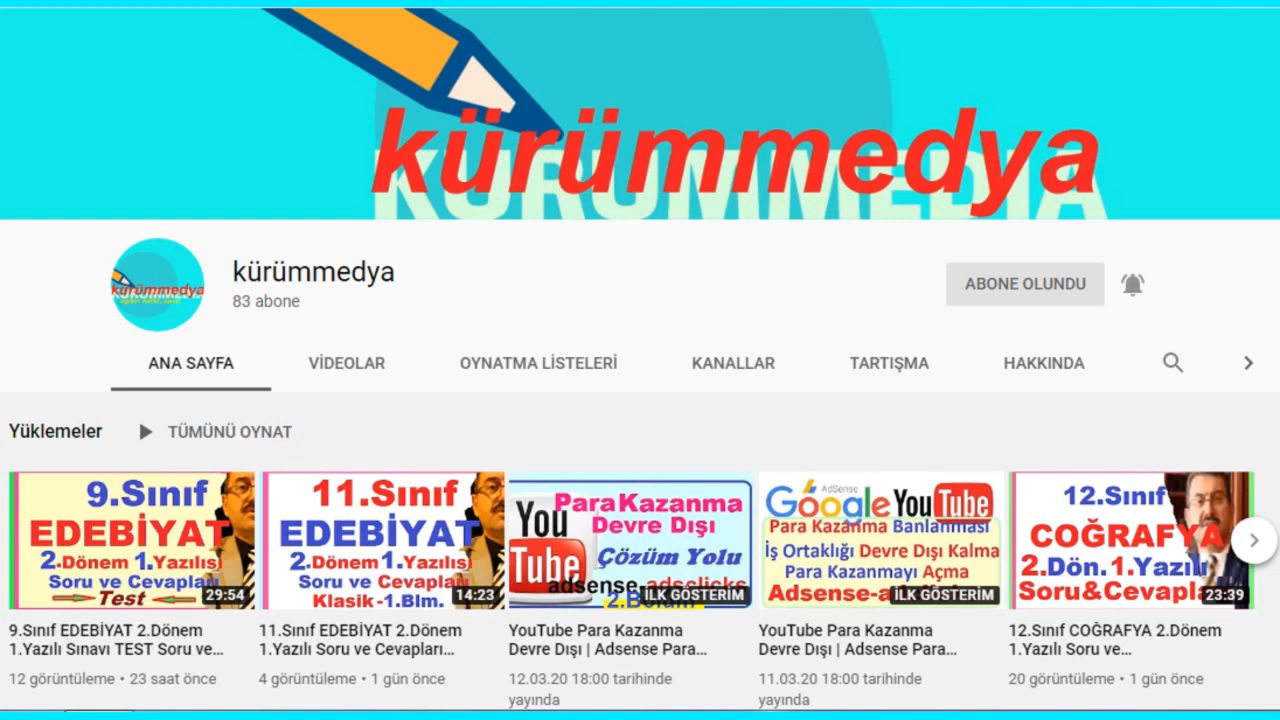 kürümmedya
KURUMMEDIA
kürümmedya
kürümmedya
83 abone
ABONE OLUNDU
ANA SAYFA
VİDEOLAR
OYNATMA LİSTELERİ
KANALLAR
TARTIŞMA
HAKKINDA
Yüklemeler
TÜMÜNÜ OYNAT
9.Sınıf
EDEBİYAT
2.Dönem 1.Yazılısı
Soru ve Cevapları
Test
29:54
11.Sınıf
EDEBİYAT
2.Dönem 1.Yazılısı
Soru ve Cevapları
Klasik -1.Blm.
14:23
Para Kazanma
Devre Dışı
You
Tube
Çözüm Yolu
adsense-adsclicks
2.Bölüm
İLK GÖSTERİM
AdSense
Google YouTube
Para Kazanma Banlanması
İş Ortaklığı Devre Dışı Kalma
Para Kazanmayı Açma
Adsense-a
İLK GÖSTERİM
12.Sınıf
COĞRAFYA
2.Dön. 1.Yazılı
Soru&Cevapla
23:39
9.Sınıf EDEBİYAT 2.Dönem
1.Yazılı Sınavı TEST Soru ve...
12 görüntüleme • 23 saat önce
11.Sınıf EDEBİYAT 2.Dönem
1.Yazılı Soru ve Cevapları...
4 görüntüleme • 1 gün önce
YouTube Para Kazanma
Devre Dışı | Adsense Para...
12.03.20 18:00 tarihinde
yayında
YouTube Para Kazanma
Devre Dışı | Adsense Para...
11.03.20 18:00 tarihinde
yayında
12.Sınıf COĞRAFYA 2.Dönem
1.Yazılı Soru ve...
20 görüntüleme • 1 gün önce